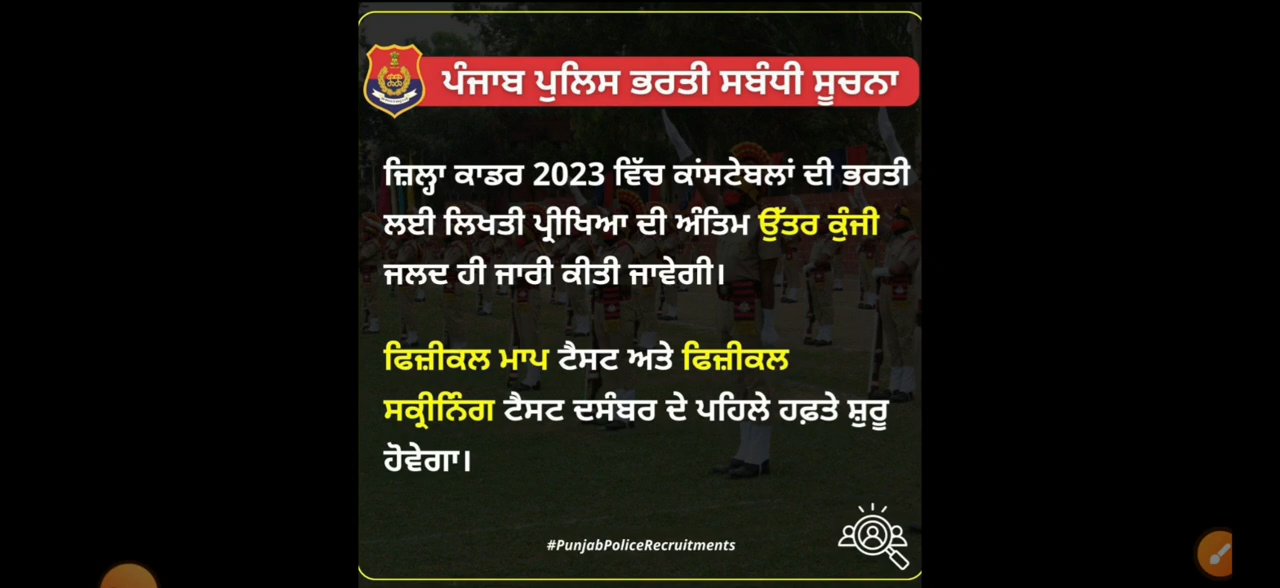 ਪੰਜਾਬ ਪੁਲਿਸ ਭਰਤੀ ਸਬੰਧੀ ਸੂਚਨਾ
ਜ਼ਿਲ੍ਹਾ ਕਾਡਰ 2023 ਵਿੱਚ ਕਾਂਸਟੇਬਲਾਂ ਦੀ ਭਰਤੀ
ਲਈ ਲਿਖਤੀ ਪ੍ਰੀਖਿਆ ਦੀ ਅੰਤਿਮ ਉੱਤਰ ਕੁੰਜੀ
ਜਲਦ ਹੀ ਜਾਰੀ ਕੀਤੀ ਜਾਵੇਗੀ।
ਫਿਜ਼ੀਕਲ ਮਾਪ ਟੈਸਟ ਅਤੇ ਫਿਜ਼ੀਕਲ
ਸਕ੍ਰੀਨਿੰਗ ਟੈਸਟ ਦਸੰਬਰ ਦੇ ਪਹਿਲੇ ਹਫ਼ਤੇ ਸ਼ੁਰੂ
ਹੋਵੇਗਾ।
#PunjabPoliceRecruitments